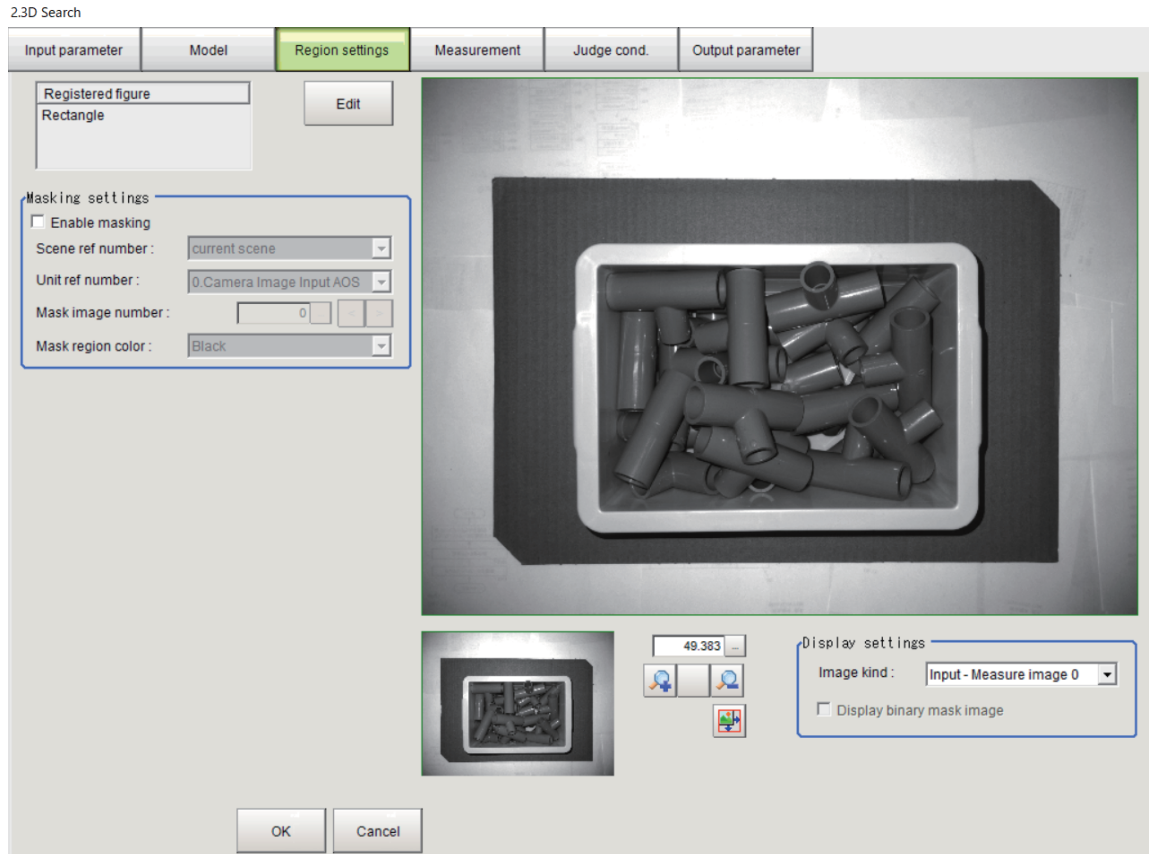 2.3D Search
Input parameter
Model
Region settings
Measurement
Judge cond.
Output parameter
Registered figure
Rectangle
Edit
Masking settings
Enable masking
Scene ref number :
current scene
Unit ref number :
0.Camera Image Input AOS
Mask image number :
0
<
>
Mask region color :
Black
49.383
...
Display settings
Image kind :
Input - Measure image 0
Display binary mask image
OK
Cancel